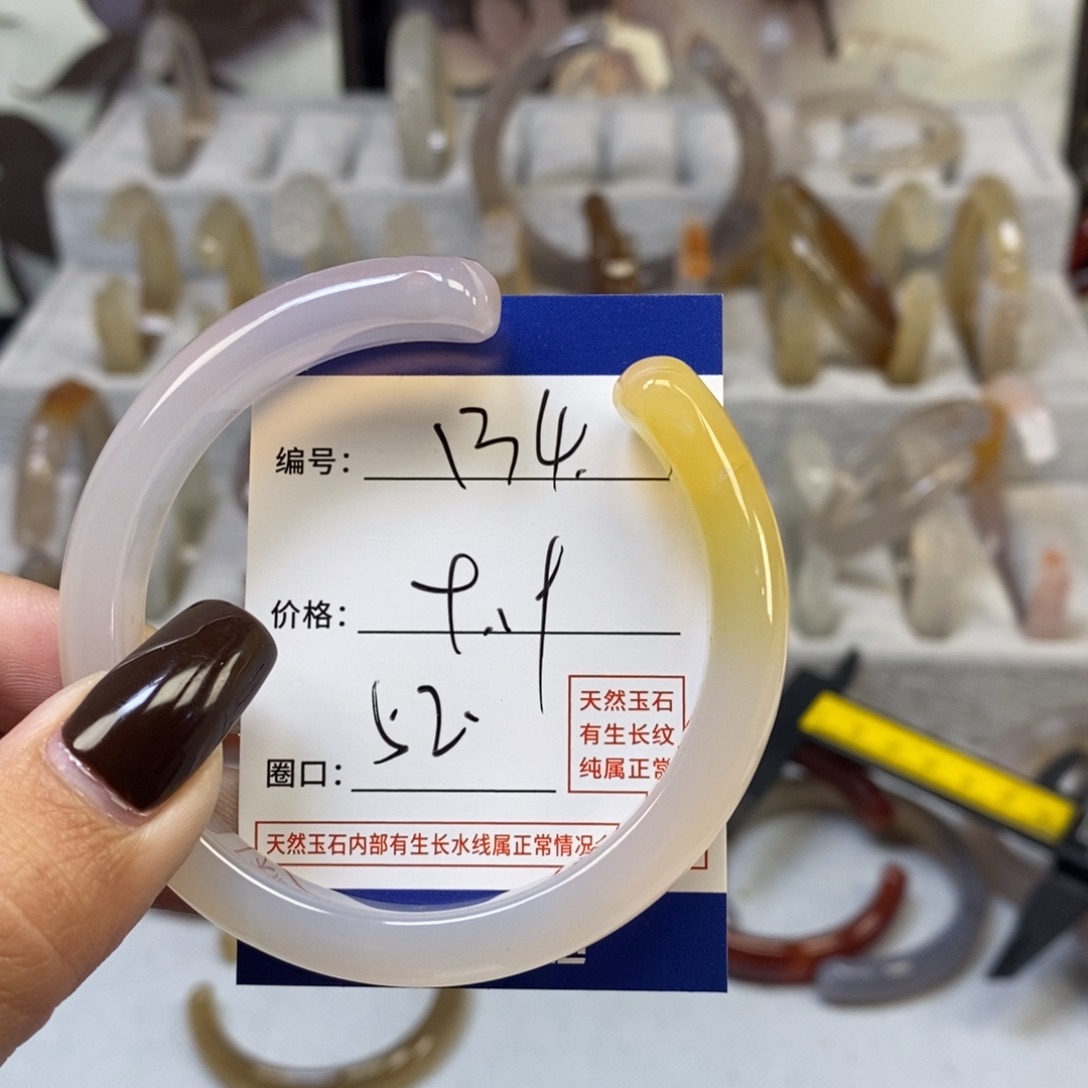 编号：134.
价格：
圈口：52.
天然玉石
有生长纹
纯属正常
天然玉石内部有生长水线属正常情况